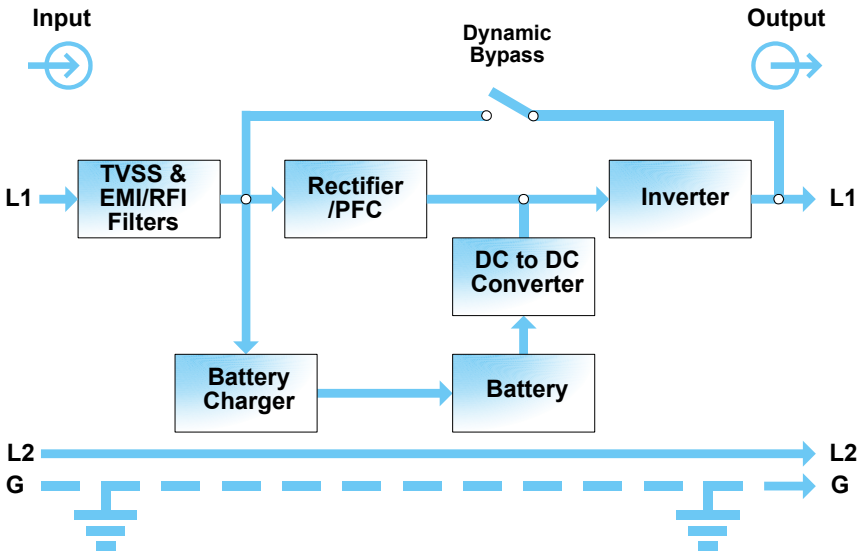 Input
Output
Dynamic
Bypass
L1
TVSS &
EMI/RFI
Filters
Rectifier
/PFC
Inverter
L1
DC to DC
Converter
Battery
Charger
Battery
L2
L2
G
G